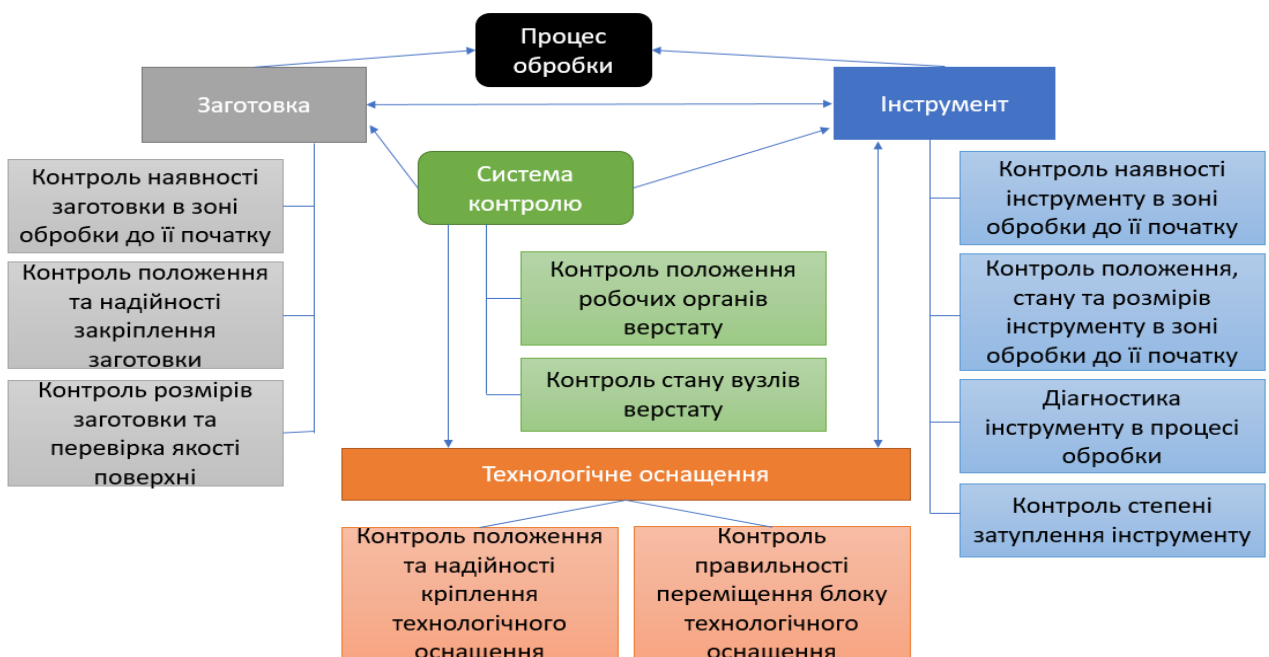 Процес
обробки
Заготовка
Інструмент
Система
контролю
Контроль наявності
заготовки в зоні
обробки до її початку
Контроль положення
та надійності
закріплення
заготовки
Контроль розмірів
заготовки та
перевірка якості
поверхні
Контроль положення
робочих органів
верстату
Контроль стану вузлів
верстату
Контроль наявності
інструменту в зоні
обробки до її початку
Контроль положення,
стану та розмірів
інструменту в зоні
обробки до її початку
Діагностика
інструменту в процесі
обробки
Контроль степені
затуплення інструменту
Технологічне оснащення
Контроль положення
та надійності
кріплення
технологічного
оснащення
Контроль
правильності
переміщення блоку
технологічного
оснащення